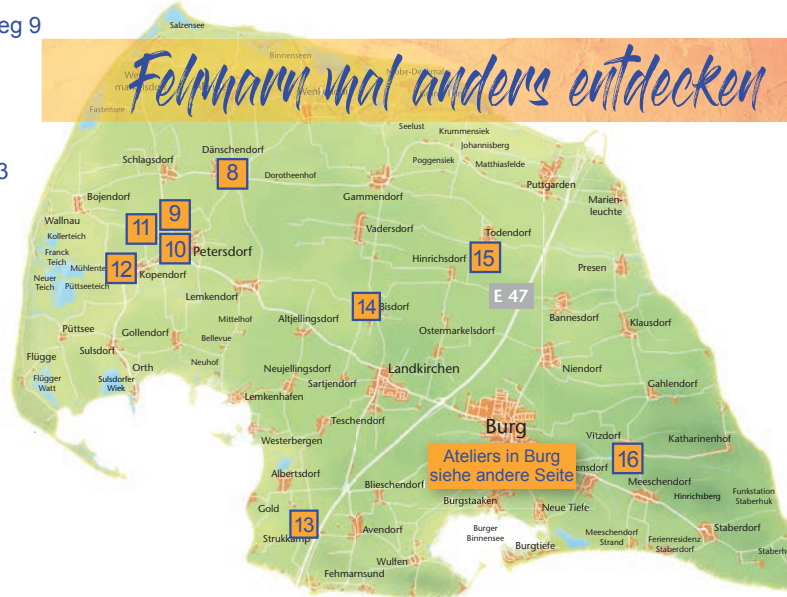 eg 9
3
Fehmarn mal anders entdecken
Salzensee
Binnenseen
Fastensee
Seelust
Krummensiek
Johannisberg
Poggensiek
Matthiasfelde
Dänschendorf
Schlagsdorf
8
Dorotheenhof
Gammendorf
Puttgarden
Marien-
leuchte
Bojendorf
9
Wallnau
11
Kollerteich
Vadersdorf
Todendorf
Franck
Teich
10
Petersdorf
Hinrichsdorf
15
Presen
Mühlente
12
Kopendorf
Neuer
Teich
Püttseeteich
Lemkendorf
E 47
14
Bisdorf
Bannesdorf
Mittelhof
Altjellingsdorf
Klausdorf
Püttsee
Gollendorf
Bellevue
Ostermarkelsdorf
Sulsdorf
Flügge
Orth
Neuhof
Neujellingsdorf
Landkirchen
Niendorf
Flügger
Watt
Sulsdorfer
Wiek
Sartjendorf
Gahlendorf
Lemkenhafen
Teschendorf
Burg
Westerbergen
Vitzdorf
Katharinenhof
Ateliers in Burg
siehe andere Seite
16
Albertsdorf
ensdorf
Blieschendorf
Meeschendorf
Burgstaaken
Hinrichsberg
Funkstation
Staberhuk
Gold
Neue Tiefe
13
Strukkamp
Avendorf
Burger
Binnensee
Meeschendorf
Strand
Ferienresidenz
Staberdorf
Staberdorf
Burgtiefe
Staberh
Wulfen
Fehmarnsund